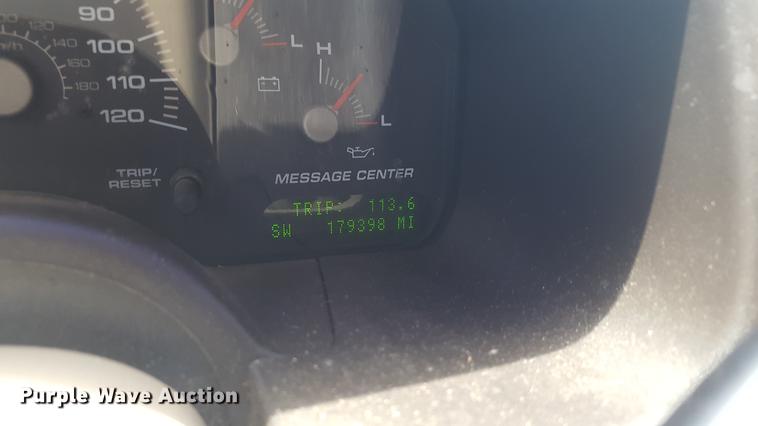 90
100
110
120
120
140
160
180
L
H
L
TRIP/
RESET
MESSAGE CENTER
TRIP: 113.6
SW 179398 MI
Purple Wave Auction